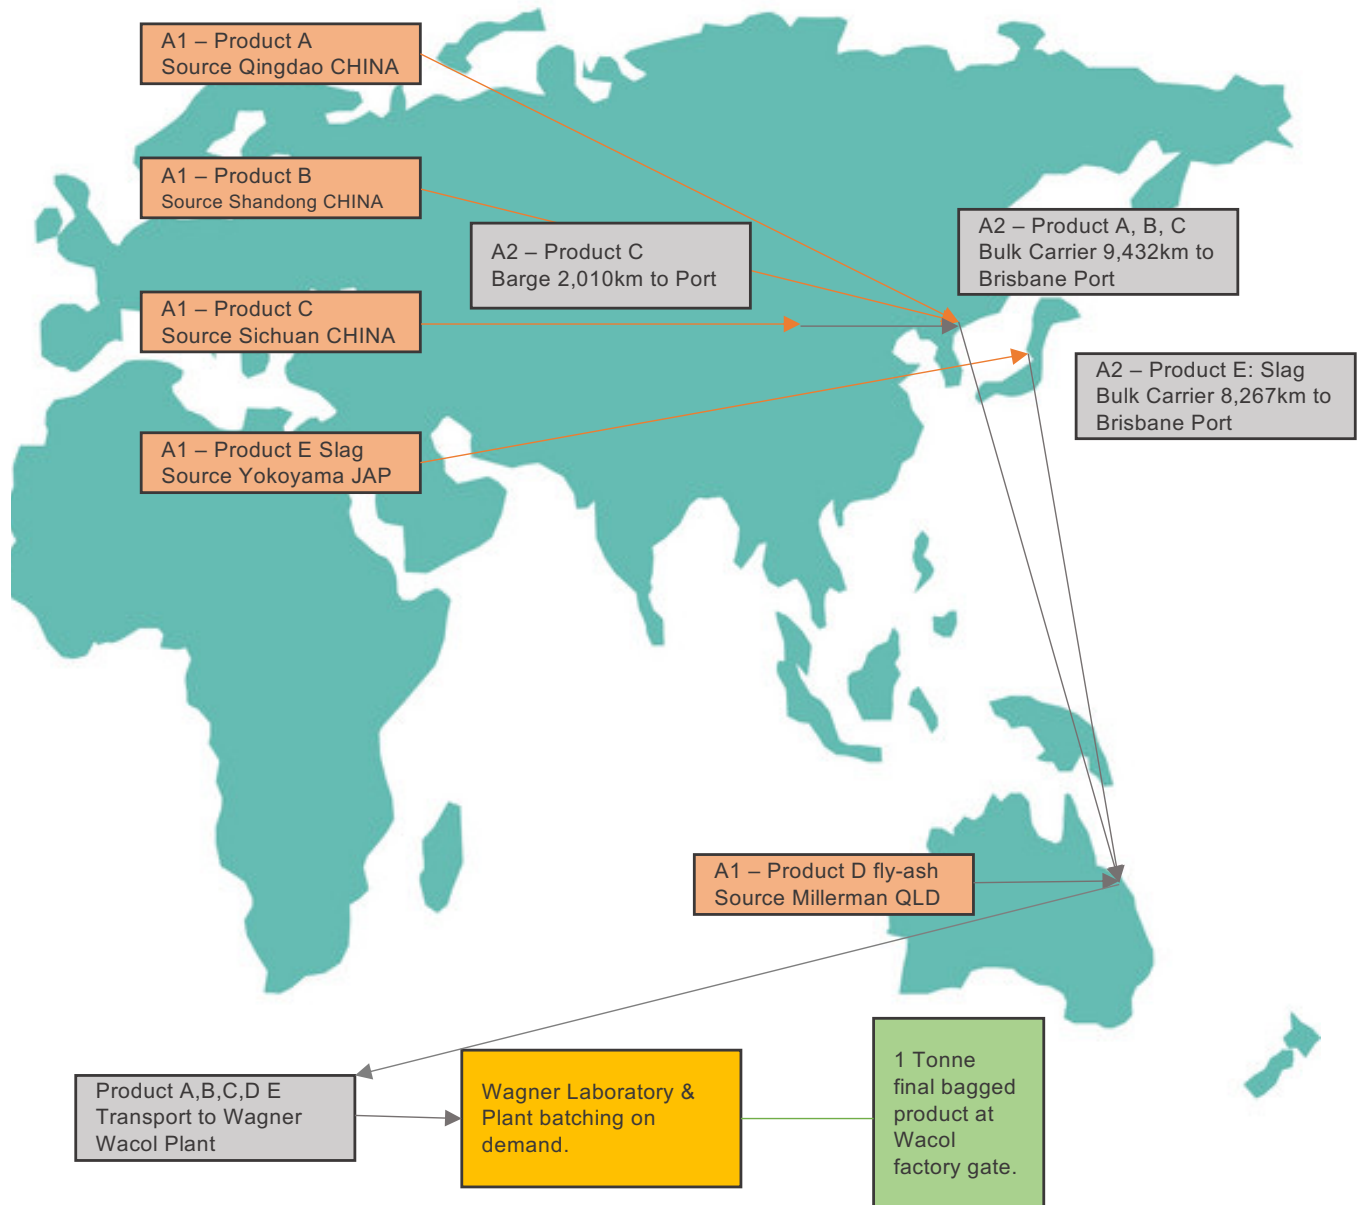 A1 – Product A
Source Qingdao CHINA
A1 – Product B
Source Shandong CHINA
A2 – Product C
Barge 2,010km to Port
A2 – Product A, B, C
Bulk Carrier 9,432km to
Brisbane Port
A1 – Product C
Source Sichuan CHINA
A2 – Product E: Slag
Bulk Carrier 8,267km to
Brisbane Port
A1 – Product E Slag
Source Yokoyama JAP
A1 – Product D fly-ash
Source Millerman QLD
Product A,B,C,D E
Transport to Wagner
Wacol Plant
Wagner Laboratory &
Plant batching on
demand.
1 Tonne
final bagged
product at
Wacol
factory gate.